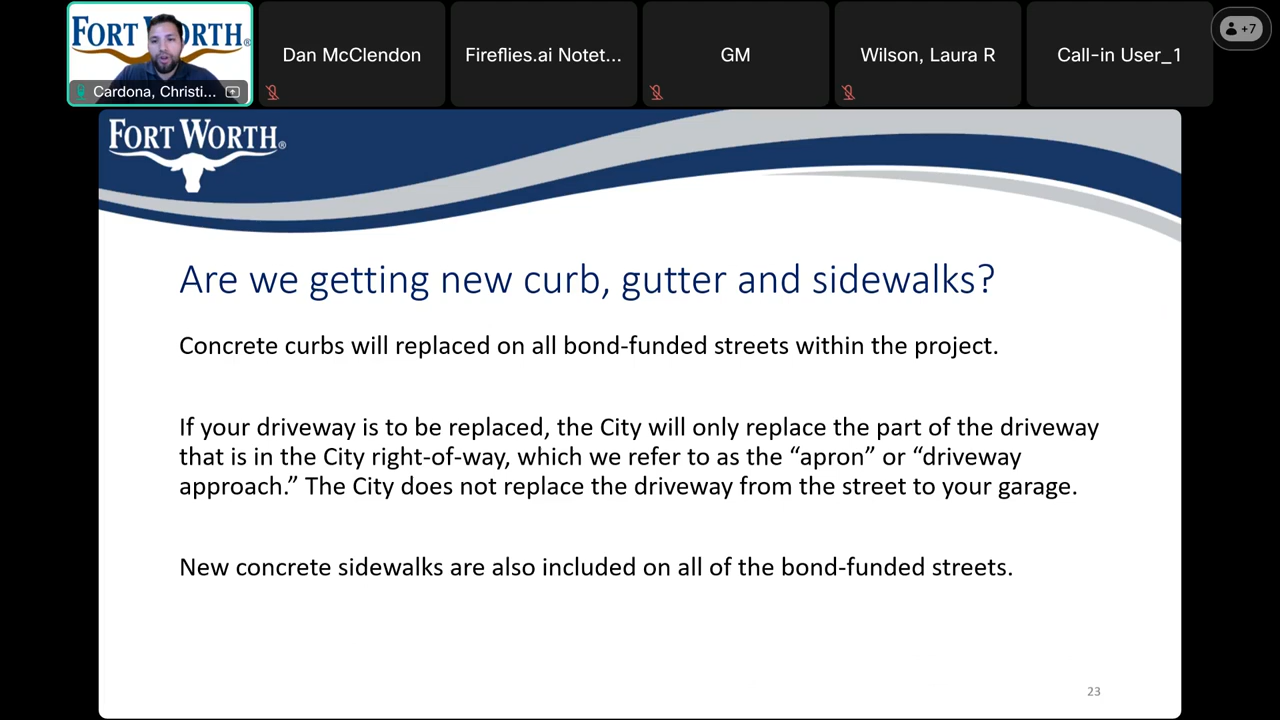 FORT WORTH®
Cardona, Christi...
Dan McClendon
Fireflies.ai Notet...
GM
Wilson, Laura R
Call-in User_1
+7
FORT WORTH®
Are we getting new curb, gutter and sidewalks?
Concrete curbs will replaced on all bond-funded streets within the project.
If your driveway is to be replaced, the City will only replace the part of the driveway
that is in the City right-of-way, which we refer to as the “apron” or “driveway
approach.” The City does not replace the driveway from the street to your garage.
New concrete sidewalks are also included on all of the bond-funded streets.
23